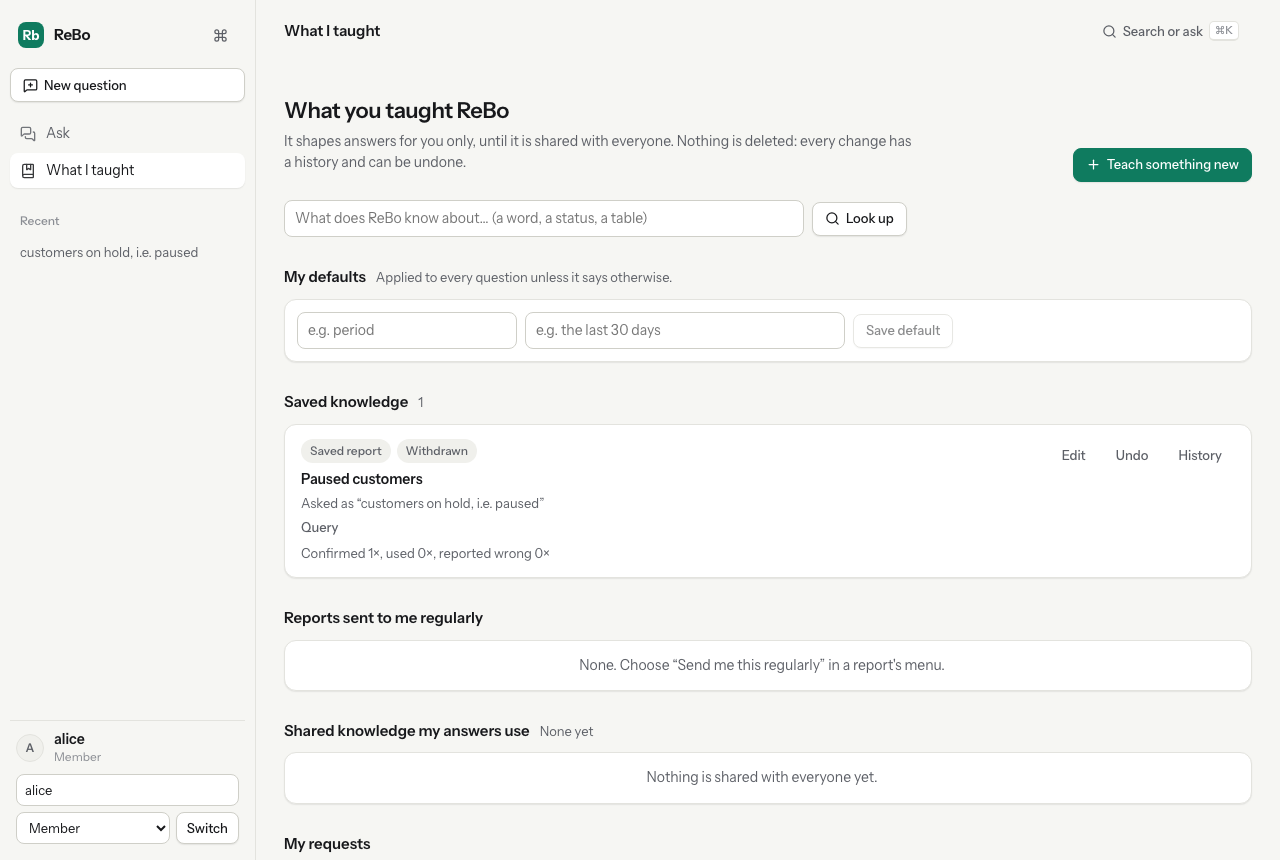 Rb ReBo ⌘
New question
Ask
What I taught
Recent
customers on hold, i.e. paused
A alice
Member
alice
Member Switch
What I taught
Search or ask ⌘K
What you taught ReBo
It shapes answers for you only, until it is shared with everyone. Nothing is deleted: every change has
a history and can be undone.
Teach something new
What does ReBo know about… (a word, a status, a table) Look up
My defaults Applied to every question unless it says otherwise.
e.g. period e.g. the last 30 days Save default
Saved knowledge 1
Saved report Withdrawn
Edit Undo History
Paused customers
Asked as “customers on hold, i.e. paused”
Query
Confirmed 1×, used 0×, reported wrong 0×
Reports sent to me regularly
None. Choose “Send me this regularly” in a report's menu.
Shared knowledge my answers use None yet
Nothing is shared with everyone yet.
My requests